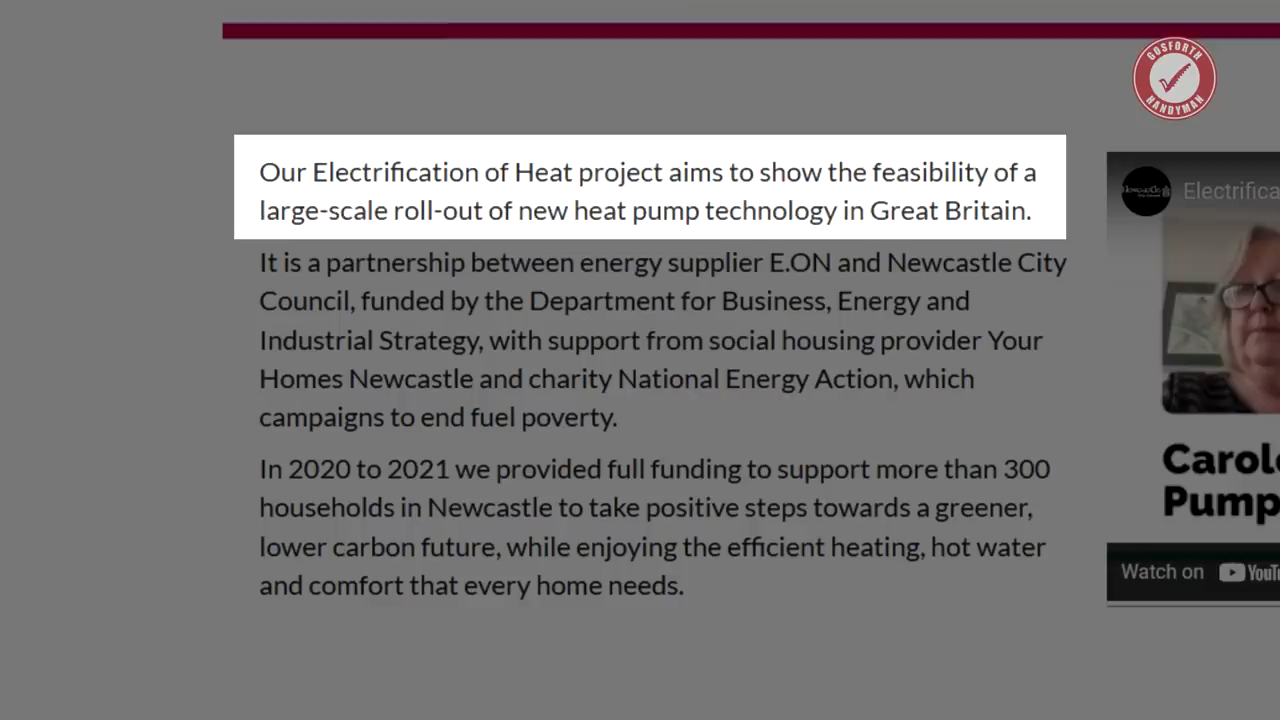 GOSFORTH
HANDYMAN
Our Electrification of Heat project aims to show the feasibility of a
large-scale roll-out of new heat pump technology in Great Britain.
It is a partnership between energy supplier E.ON and Newcastle City
Council, funded by the Department for Business, Energy and
Industrial Strategy, with support from social housing provider Your
Homes Newcastle and charity National Energy Action, which
campaigns to end fuel poverty.
In 2020 to 2021 we provided full funding to support more than 300
households in Newcastle to take positive steps towards a greener,
lower carbon future, while enjoying the efficient heating, hot water
and comfort that every home needs.
Newcastle
Electrifica
Carol
Pump
Watch on YouT